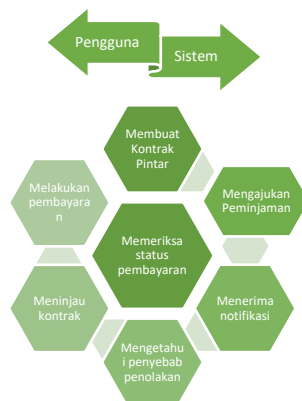 Pengguna
Sistem
Membuat
Kontrak
Pintar
Mengajukan
Peminjaman
Menerima
notifikasi
Mengetahu
i penyebab
penolakan
Meninjau
kontrak
Melakukan
pembayara
n
Memeriksa
status
pembayaran